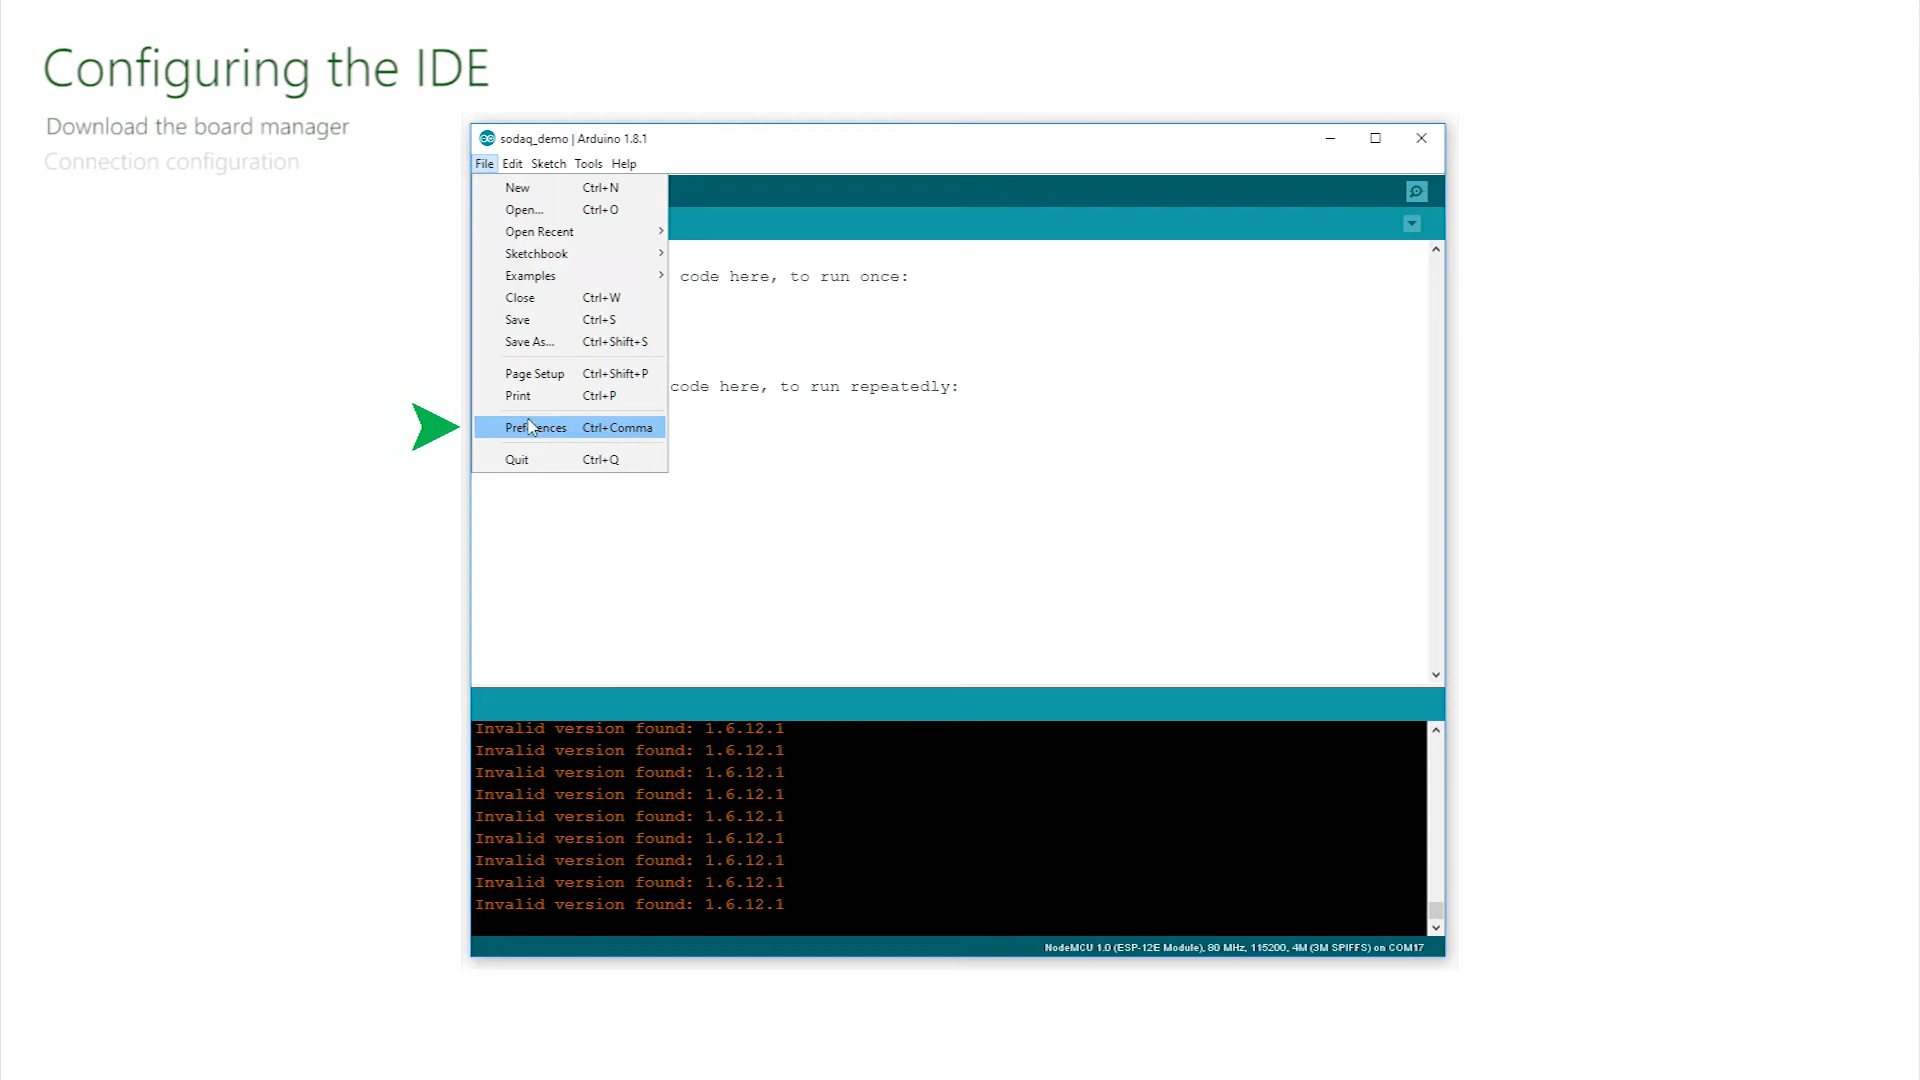 Configuring the IDE
Download the board manager
Connection configuration
sodaq_demo | Arduino 1.8.1
File Edit Sketch Tools Help
New Ctrl+N
Open... Ctrl+O
Open Recent
Sketchbook
Examples
Close Ctrl+W
Save Ctrl+S
Save As... Ctrl+Shift+S
Page Setup Ctrl+Shift+P
Print Ctrl+P
Preferences Ctrl+Comma
Quit Ctrl+Q
code here, to run once:
code here, to run repeatedly:
Invalid version found: 1.6.12.1
Invalid version found: 1.6.12.1
Invalid version found: 1.6.12.1
Invalid version found: 1.6.12.1
Invalid version found: 1.6.12.1
Invalid version found: 1.6.12.1
Invalid version found: 1.6.12.1
Invalid version found: 1.6.12.1
Invalid version found: 1.6.12.1
NodeMCU 1.0 (ESP-12E Module), 80 MHz, 115200, 4M (3M SPIFFS) on COM17